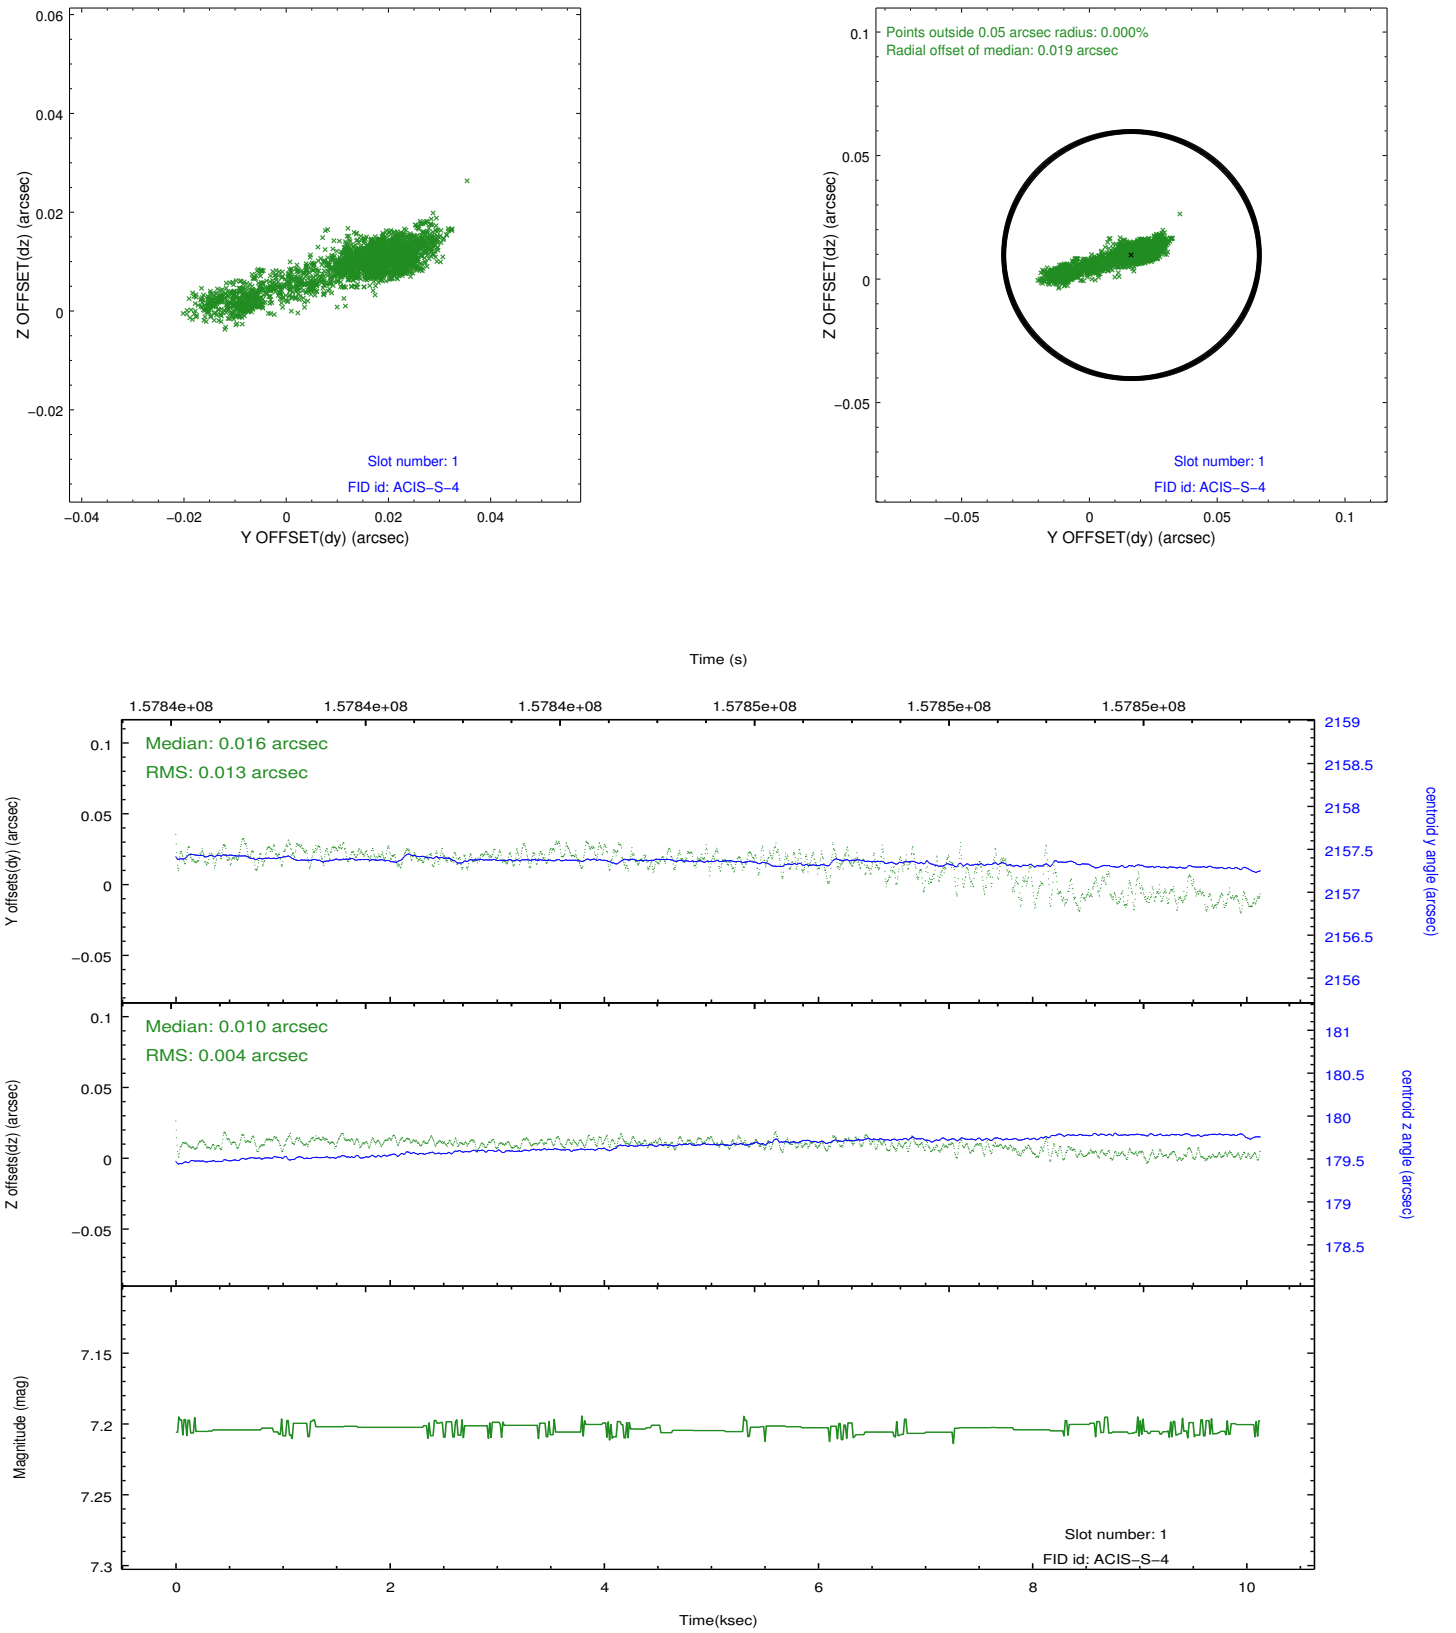 0.06
0.04
0.02
0
−0.02
Z OFFSET(dz) (arcsec)
Slot number: 1
FID id: ACIS−S−4
−0.04
−0.02
0
0.02
0.04
Y OFFSET(dy) (arcsec)
Points outside 0.05 arcsec radius: 0.000%
Radial offset of median: 0.019 arcsec
0.1
0.05
0
−0.05
Z OFFSET(dz) (arcsec)
Slot number: 1
FID id: ACIS−S−4
−0.05
0
0.05
0.1
Y OFFSET(dy) (arcsec)
Time (s)
1.5784e+08
1.5784e+08
1.5784e+08
1.5785e+08
1.5785e+08
1.5785e+08
Median: 0.016 arcsec
RMS: 0.013 arcsec
0.1
0.05
0
−0.05
Y offsets(dy) (arcsec)
2159
2158.5
2158
2157.5
2157
2156.5
2156
centroid y angle (arcsec)
Median: 0.010 arcsec
RMS: 0.004 arcsec
0.1
0.05
0
−0.05
Z offsets(dz) (arcsec)
181
180.5
180
179.5
179
178.5
centroid z angle (arcsec)
7.15
7.2
7.25
7.3
Magnitude (mag)
Slot number: 1
FID id: ACIS−S−4
0
2
4
6
8
10
Time(ksec)